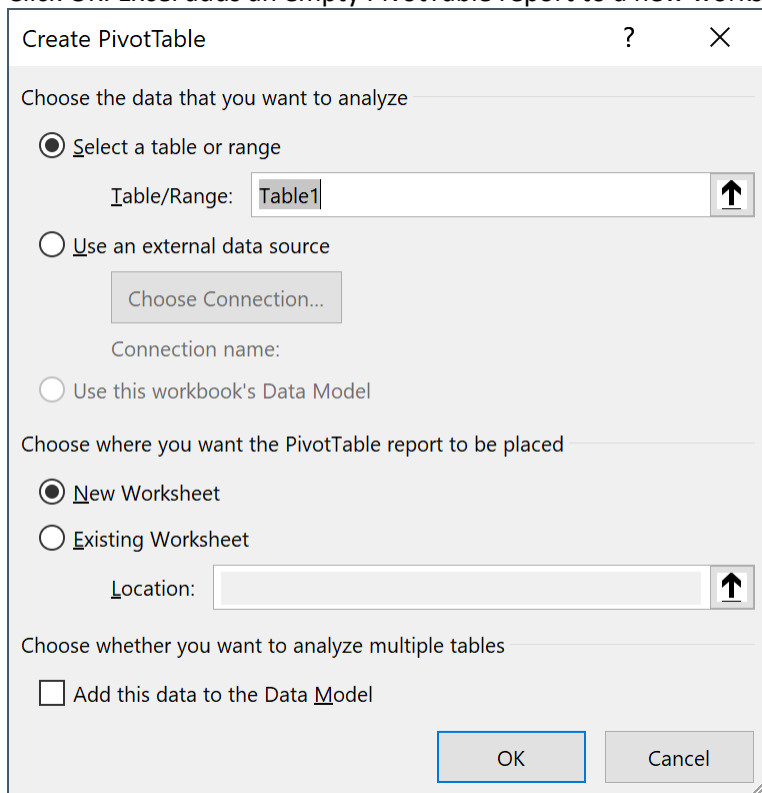 Create PivotTable ?
Choose the data that you want to analyze
Select a table or range
Table/Range: Table1
Use an external data source
Choose Connection...
Connection name:
Use this workbook's Data Model
Choose where you want the PivotTable report to be placed
New Worksheet
Existing Worksheet
Location:
Choose whether you want to analyze multiple tables
Add this data to the Data Model
OK Cancel